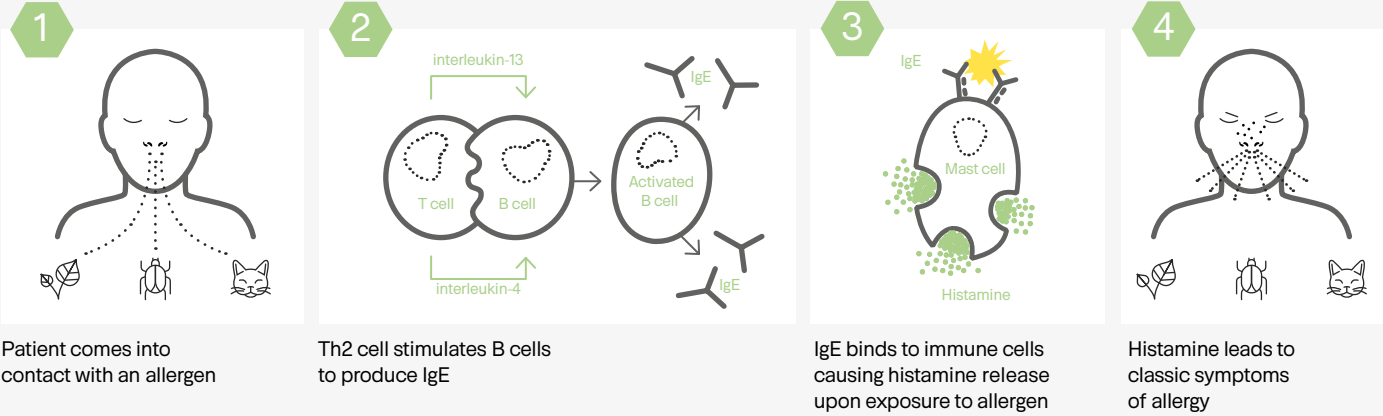 1
Patient comes into
contact with an allergen
2
interleukin-13
T cell
B cell
interleukin-4
Activated
B cell
IgE
IgE
Th2 cell stimulates B cells
to produce IgE
3
IgE
Mast cell
Histamine
IgE binds to immune cells
causing histamine release
upon exposure to allergen
4
Histamine leads to
classic symptoms
of allergy